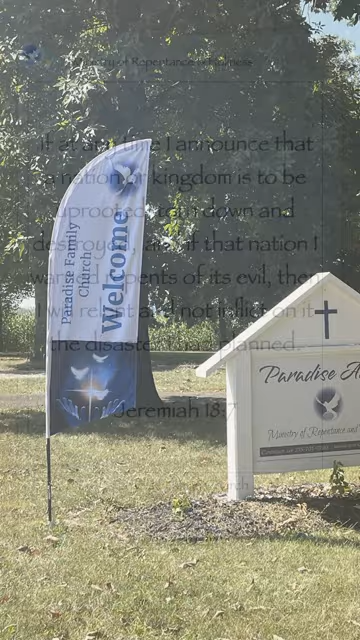 Ministry of Repentance
If at any time I announce that
a nation or kingdom is to be
uprooted, torn down and
destroyed, and if that nation I
warned repents of its evil, then
I will relent and not inflict on it
the disaster I had planned.
Jeremiah 18:7
Paradise Family
Church
Welcome
Paradise
Ministry of Repentance and
Church